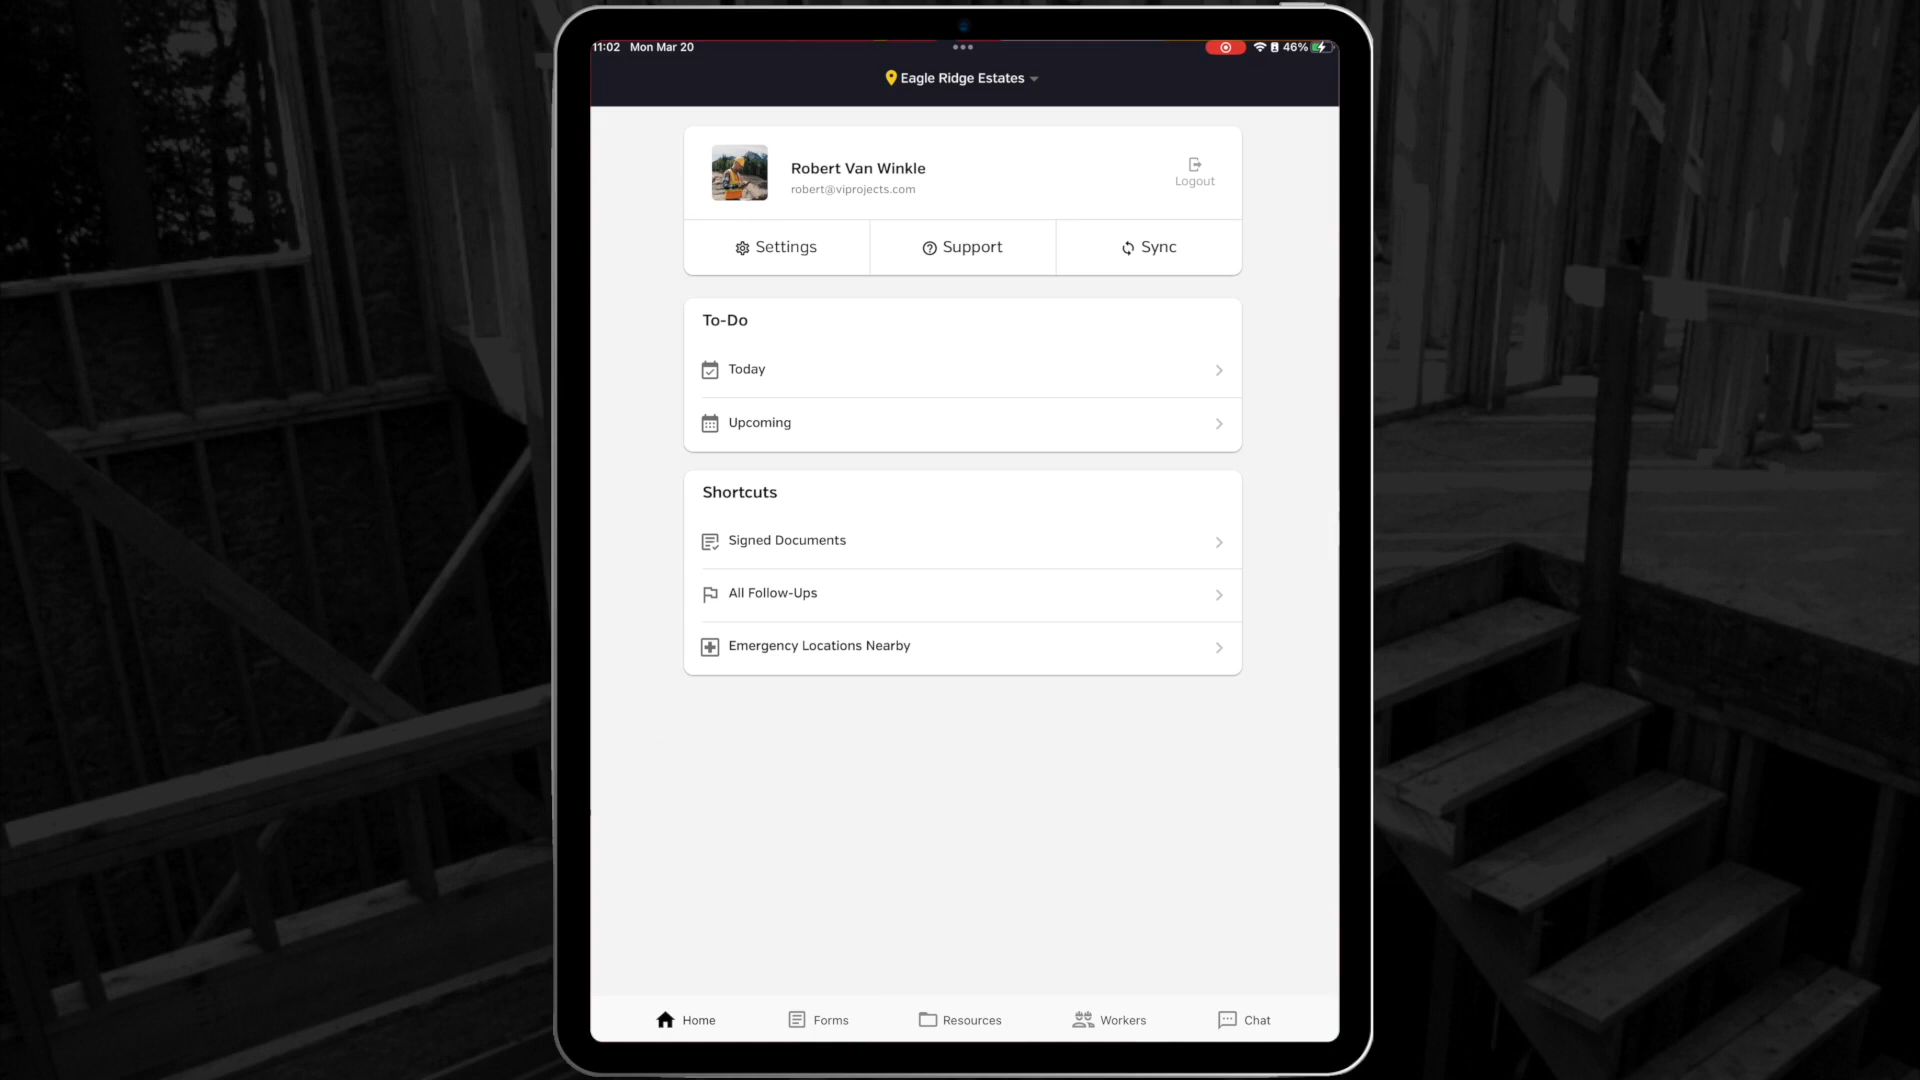 11:02 Mon Mar 20
46%
Eagle Ridge Estates
Robert Van Winkle
robert@viprojects.com
Logout
Settings
Support
Sync
To-Do
Today
Upcoming
Shortcuts
Signed Documents
All Follow-Ups
Emergency Locations Nearby
Home
Forms
Resources
Workers
Chat